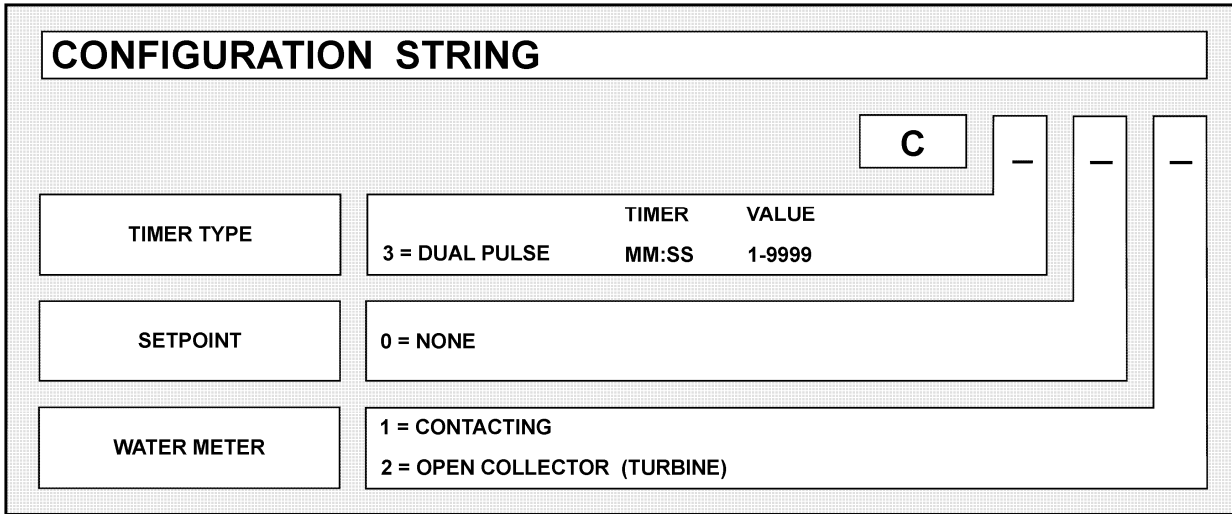 CONFIGURATION STRING
C _ _ _
TIMER TYPE
TIMER VALUE
3 = DUAL PULSE MM:SS 1-9999
SETPOINT
0 = NONE
WATER METER
1 = CONTACTING
2 = OPEN COLLECTOR (TURBINE)